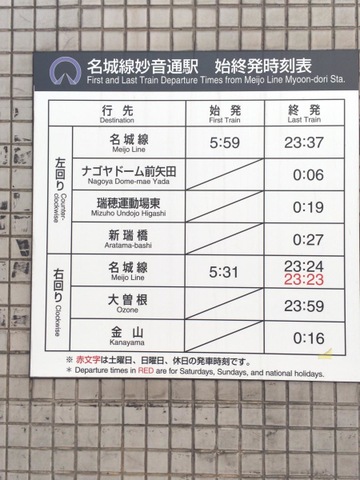 名城線妙音通駅 始終発時刻表
First and Last Train Departure Times from Meijo Line Myoon-dori Sta.
行先 始発 終発
Destination First Train Last Train
左回り
Counter-clockwise
名城線 5:59 23:37
Meijo Line
ナゴヤドーム前矢田 0:06
Nagoya Dome-mae Yada
瑞穂運動場東 0:19
Mizuho Undojo Higashi
新瑞橋 0:27
Aratama-bashi
右回り
Clockwise
名城線 5:31 23:24
Meijo Line 23:23
大曽根 23:59
Ozone
金山 0:16
Kanayama
※ 赤文字は土曜日、日曜日、休日の発車時刻です。
* Departure times in RED are for Saturdays, Sundays, and national holidays.